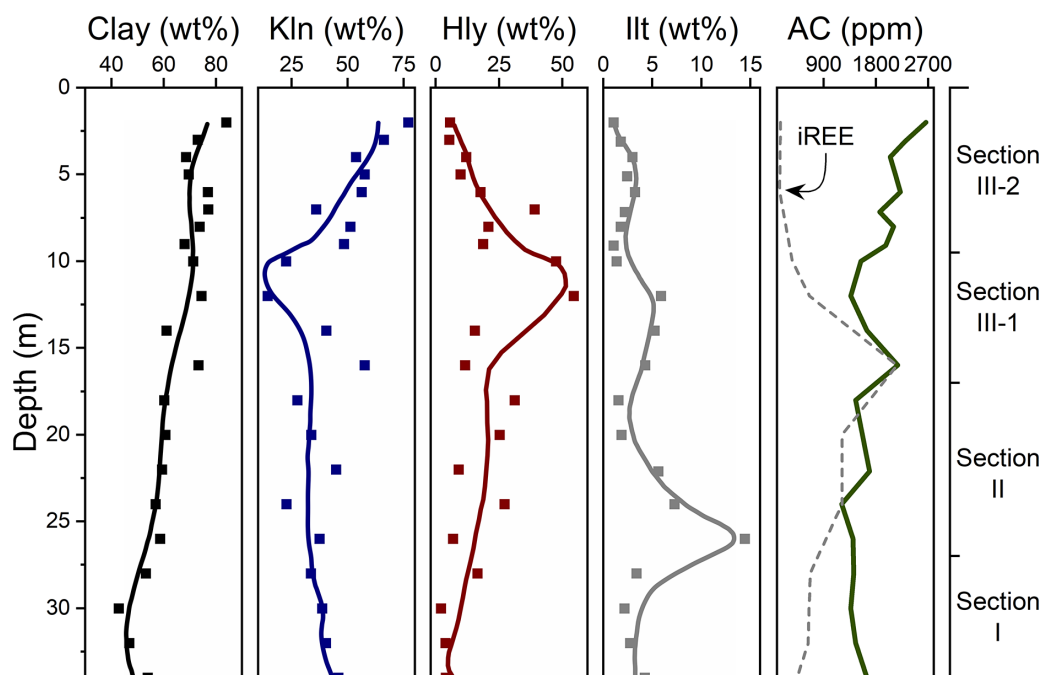 Clay (wt%) Kln (wt%) Hly (wt%) Ilt (wt%) AC (ppm)
40 60 80 25 50 75 0 25 50 0 5 10 15 900 1800 2700
0
iREE
Section
III-2
5
10
Section
III-1
15
Depth (m)
20
Section
II
25
30
Section
I